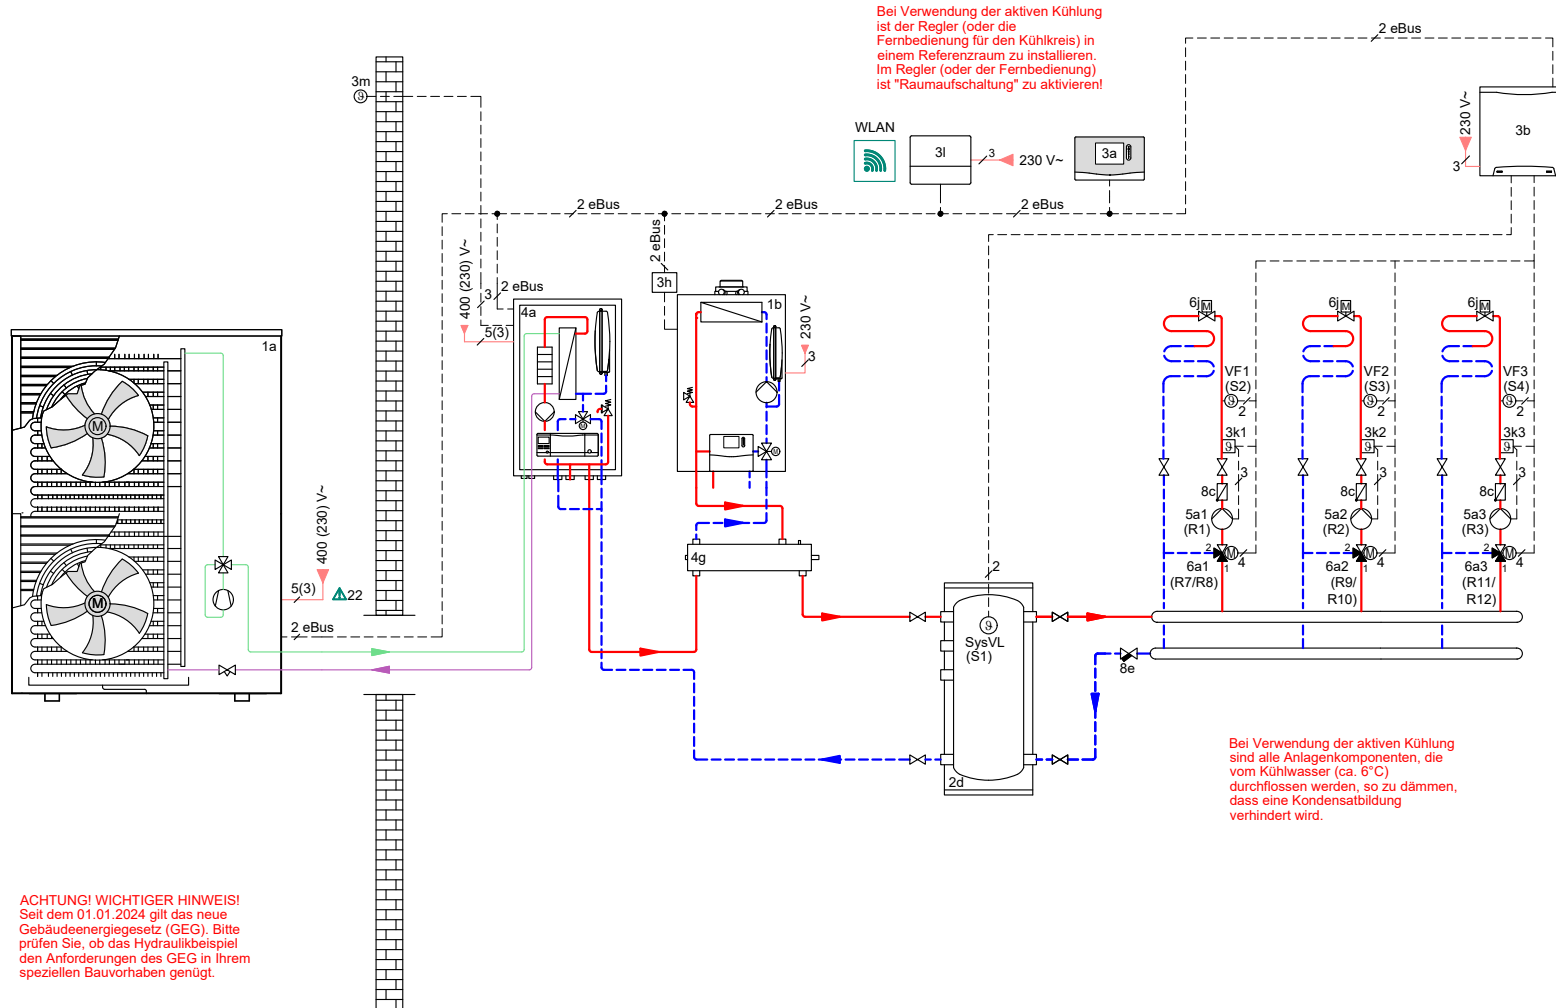 Bei Verwendung der aktiven Kühlung
ist der Regler (oder die
Fernbedienung für den Kühlkreis) in
einem Referenzraum zu installieren.
Im Regler (oder der Fernbedienung)
ist "Raumaufschaltung" zu aktivieren!
2 eBus
3m
WLAN
3l
3
230 V~
3a
230 V~
3
3b
2 eBus
2 eBus
2 eBus
2 eBus
3h
400 (230) V~
3
2 eBus
5(3)
4a
1b
230 V~
3
1a
M
M
400 (230) V~
5(3)
22
2 eBus
M
M
4g
2
SysVL
(S1)
2d
8e
6j
M
6j
M
6j
M
VF1
(S2)
2
VF2
(S3)
2
VF3
(S4)
2
3k1
3
3k2
3
3k3
3
8c
8c
8c
5a1
(R1)
5a2
(R2)
5a3
(R3)
2
M
4
1
2
M
4
1
2
M
4
1
6a1
(R7/R8)
6a2
(R9/
R10)
6a3
(R11/
R12)
Bei Verwendung der aktiven Kühlung
sind alle Anlagenkomponenten, die
vom Kühlwasser (ca. 6°C)
durchflossen werden, so zu dämmen,
dass eine Kondensatbildung
verhindert wird.
ACHTUNG! WICHTIGER HINWEIS!
Seit dem 01.01.2024 gilt das neue
Gebäudeenergiegesetz (GEG). Bitte
prüfen Sie, ob das Hydraulikbeispiel
den Anforderungen des GEG in Ihrem
speziellen Bauvorhaben genügt.